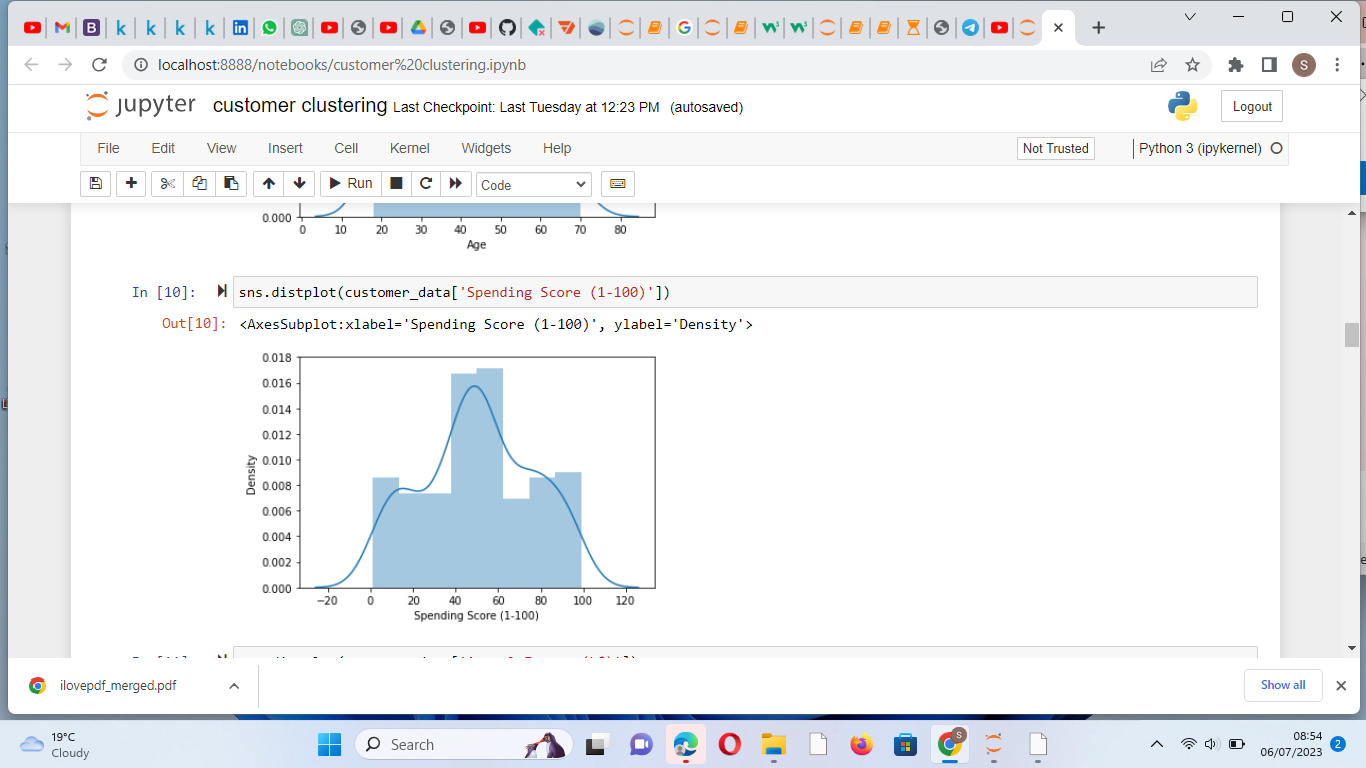 localhost:8888/notebooks/customer%20clustering.ipynb
S
jupyter customer clustering Last Checkpoint: Last Tuesday at 12:23 PM (autosaved)
Logout
File Edit View Insert Cell Kernel Widgets Help
Not Trusted
Python 3 (ipykernel)
Run
Code
0.000
0 10 20 30 40 50 60 70 80
Age
In [10]:
sns.distplot(customer_data['Spending Score (1-100)'])
Out[10]:
<AxesSubplot:xlabel='Spending Score (1-100)', ylabel='Density'>
0.018
0.016
0.014
0.012
0.010
0.008
0.006
0.004
0.002
0.000
Density
−20 0 20 40 60 80 100 120
Spending Score (1-100)
ilovepdf_merged.pdf
Show all
19°C
Cloudy
Search
S
08:54
06/07/2023
2